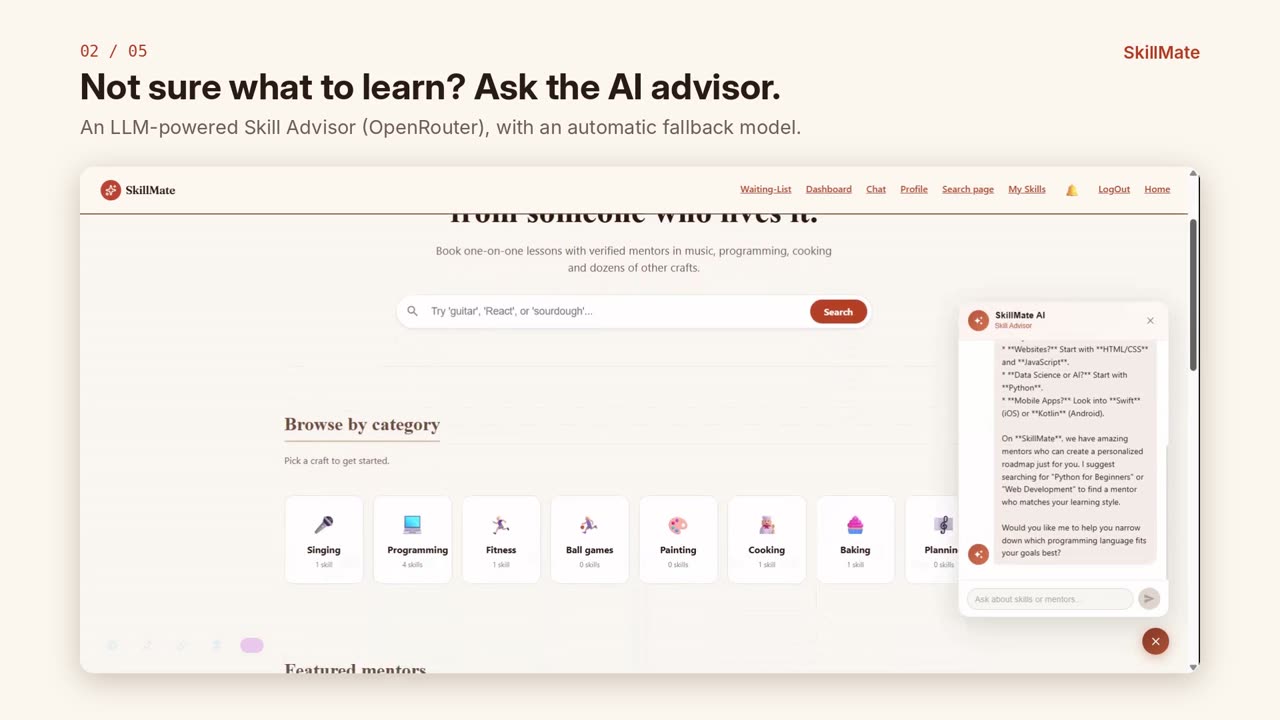 02 / 05
SkillMate
Not sure what to learn? Ask the AI advisor.
An LLM-powered Skill Advisor (OpenRouter), with an automatic fallback model.
SkillMate
Waiting-List Dashboard Chat Profile Search page My Skills LogOut Home
from someone who lives it.
Book one-on-one lessons with verified mentors in music, programming, cooking
and dozens of other crafts.
Try 'guitar', 'React', or 'sourdough'...
Search
Browse by category
Pick a craft to get started.
Singing
1 skill
Programming
4 skills
Fitness
1 skill
Ball games
0 skills
Painting
0 skills
Cooking
1 skill
Baking
1 skill
Plannin
0 skills
Featured mentors
SkillMate AI
Skill Advisor
* **Websites?** Start with **HTML/CSS**
and **JavaScript**.
* **Data Science or AI?** Start with
**Python**.
* **Mobile Apps?** Look into **Swift**
(iOS) or **Kotlin** (Android).
On **SkillMate**, we have amazing
mentors who can create a personalized
roadmap just for you. I suggest
searching for "Python for Beginners" or
"Web Development" to find a mentor
who matches your learning style.
Would you like me to help you narrow
down which programming language fits
your goals best?
Ask about skills or mentors...